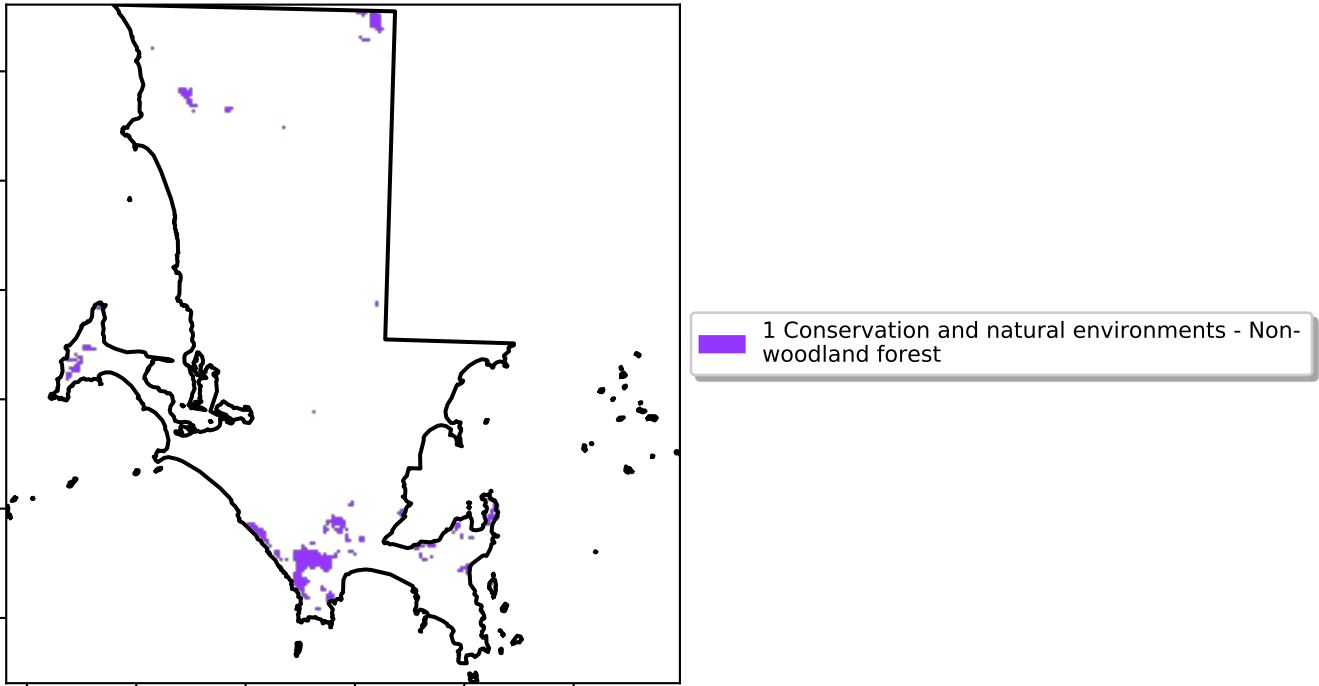 1 Conservation and natural environments - Non-
woodland forest